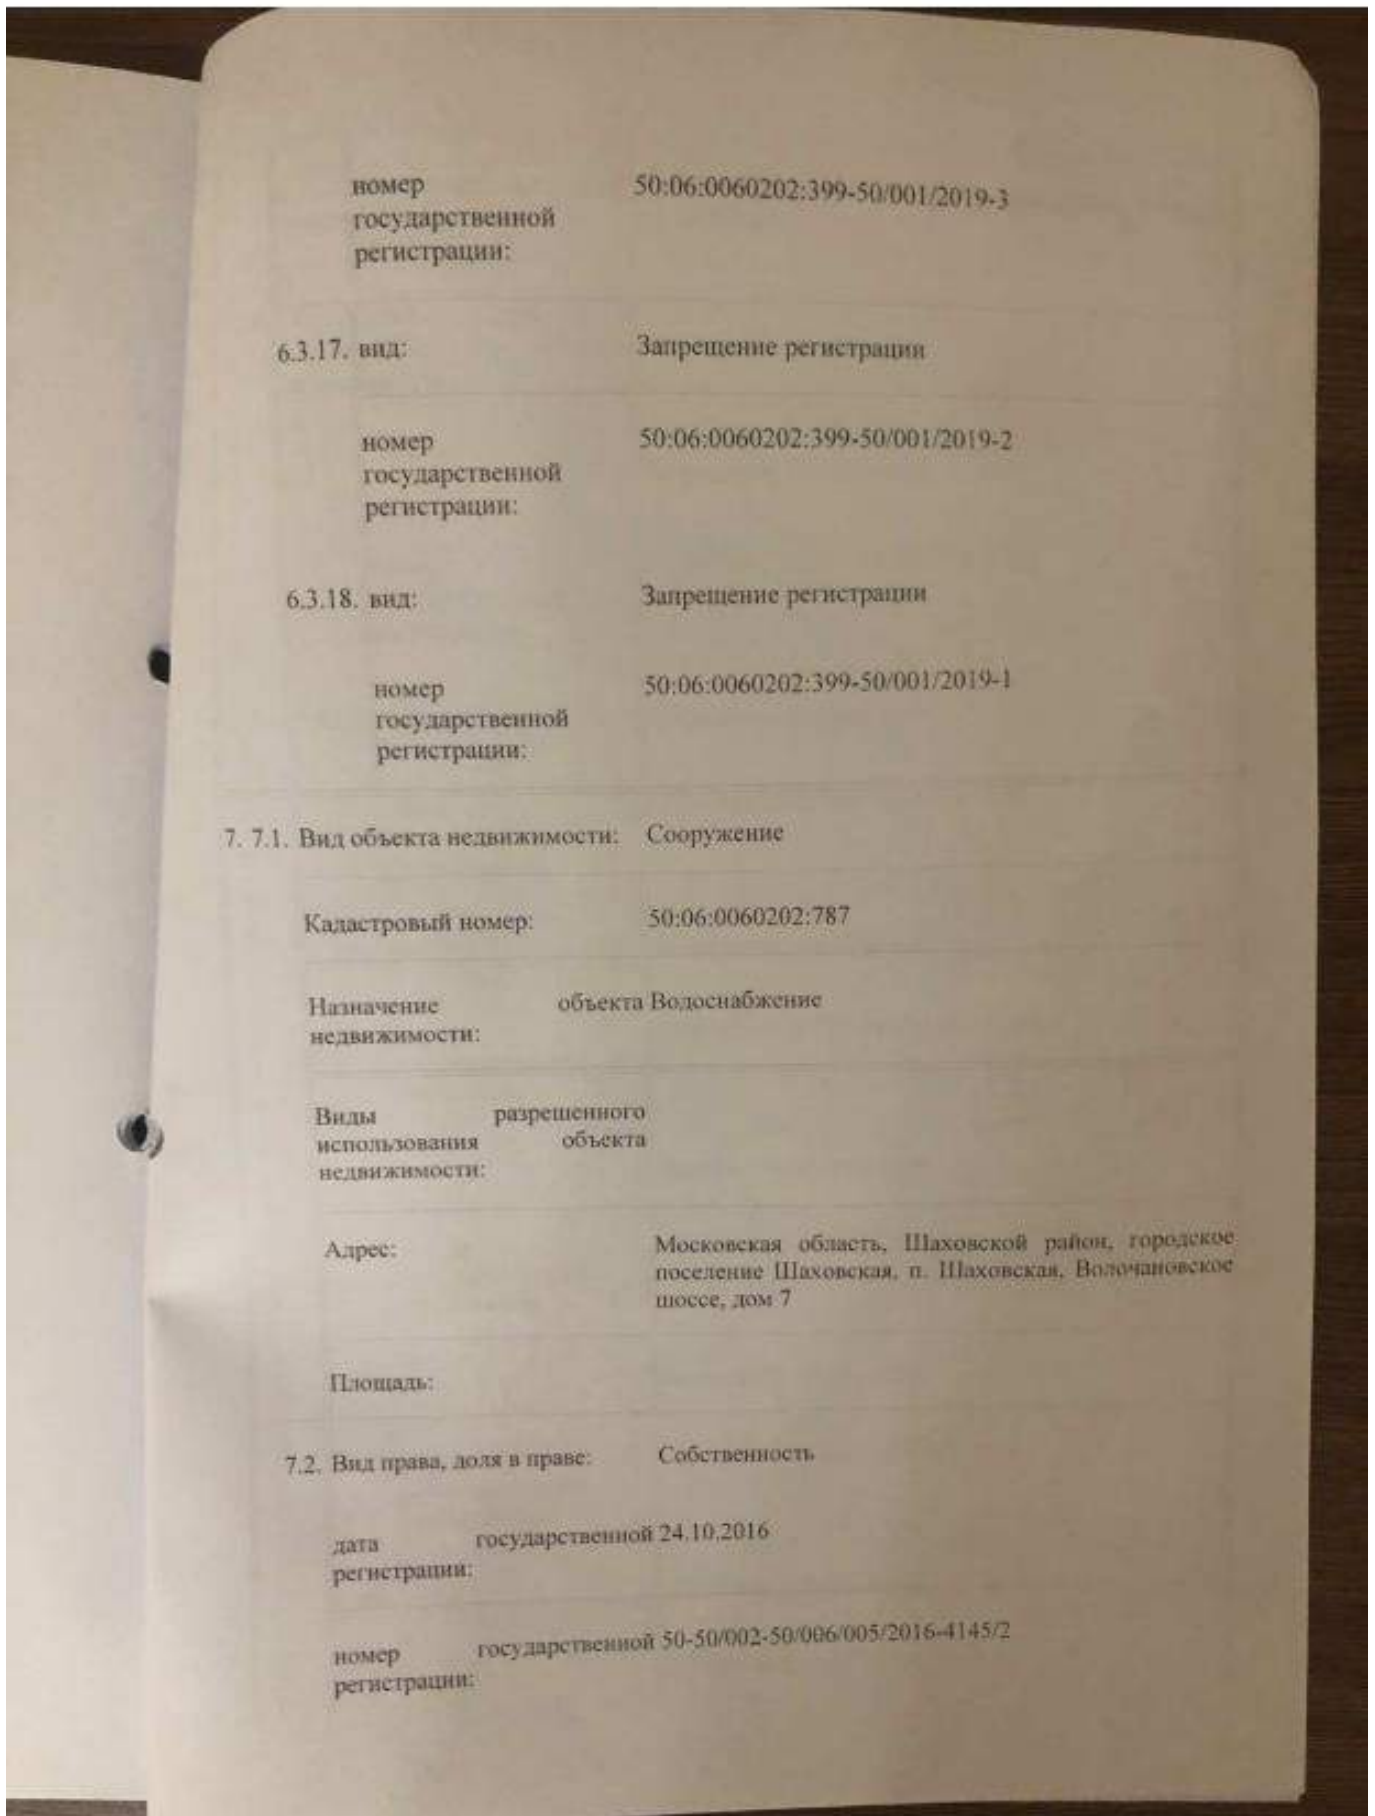 номер 50:06:0060202:399-50/001/2019-3
государственной
регистрации:
6.3.17. вид: Запрещение регистрации
номер 50:06:0060202:399-50/001/2019-2
государственной
регистрации:
6.3.18. вид: Запрещение регистрации
номер 50:06:0060202:399-50/001/2019-1
государственной
регистрации:
7. 7.1. Вид объекта недвижимости: Сооружение
Кадастровый номер: 50:06:0060202:787
Назначение объекта Водоснабжение
недвижимости:
Виды разрешенного
использования объекта
недвижимости:
Адрес: Московская область, Шаховской район, городское
поселение Шаховская, п. Шаховская, Волочановское
шоссе, дом 7
Площадь:
7.2. Вид права, доля в праве: Собственность
дата государственной 24.10.2016
регистрации:
номер государственной 50-50/002-50/006/005/2016-4145/2
регистрации: